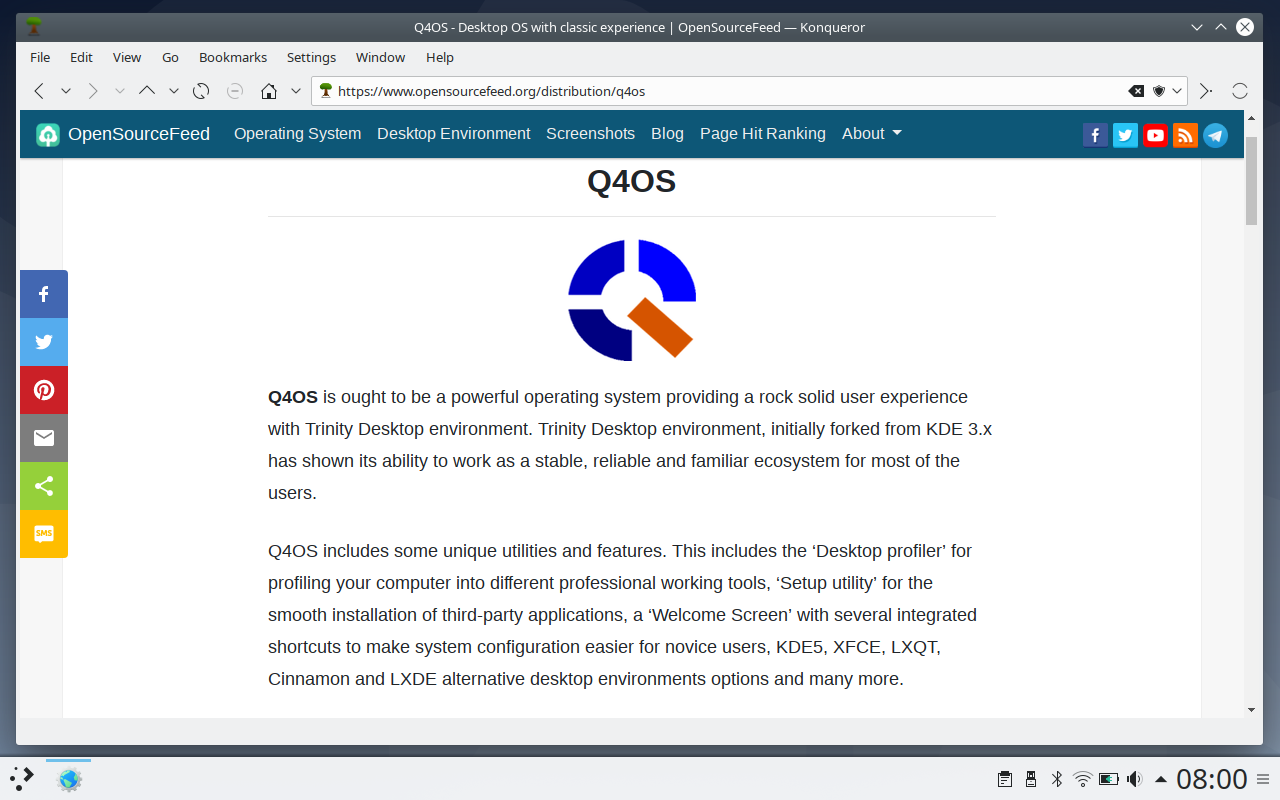 Q4OS - Desktop OS with classic experience | OpenSourceFeed — Konqueror
File Edit View Go Bookmarks Settings Window Help
https://www.opensourcefeed.org/distribution/q4os
OpenSourceFeed Operating System Desktop Environment Screenshots Blog Page Hit Ranking About
Q4OS
Q4OS is ought to be a powerful operating system providing a rock solid user experience
with Trinity Desktop environment. Trinity Desktop environment, initially forked from KDE 3.x
has shown its ability to work as a stable, reliable and familiar ecosystem for most of the
users.
SMS
Q4OS includes some unique utilities and features. This includes the ‘Desktop profiler’ for
profiling your computer into different professional working tools, ‘Setup utility’ for the
smooth installation of third-party applications, a ‘Welcome Screen’ with several integrated
shortcuts to make system configuration easier for novice users, KDE5, XFCE, LXQT,
Cinnamon and LXDE alternative desktop environments options and many more.
08:00